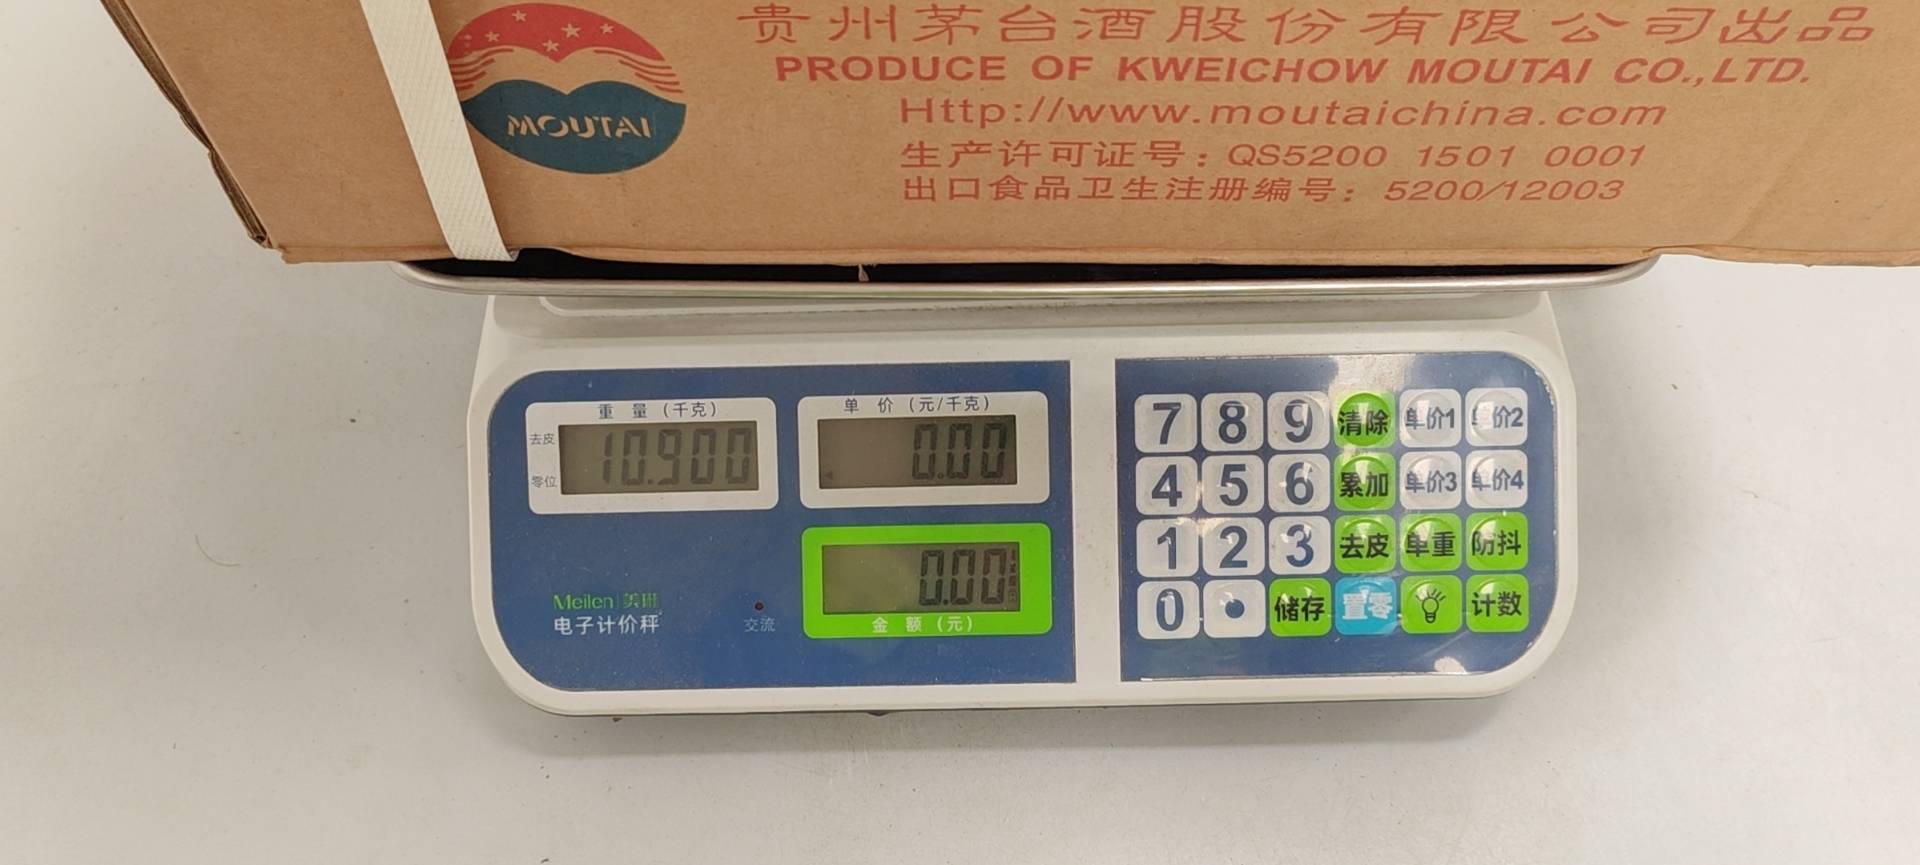 MOUTAI
贵州茅台酒股份有限公司出品
PRODUCE OF KWEICHOW MOUTAI CO.,LTD.
Http://www.moutaichina.com
生产许可证号：QS5200 1501 0001
出口食品卫生注册编号：5200/12003
重量（千克）
去皮
零位
10.900
单价（元/千克）
0.00
0.00
金额（元）
Meilen 美琳
电子计价秤
交流
7 8 9 清除 单价1 单价2
4 5 6 累加 单价3 单价4
1 2 3 去皮 单重 防抖
0 · 储存 置零 计数